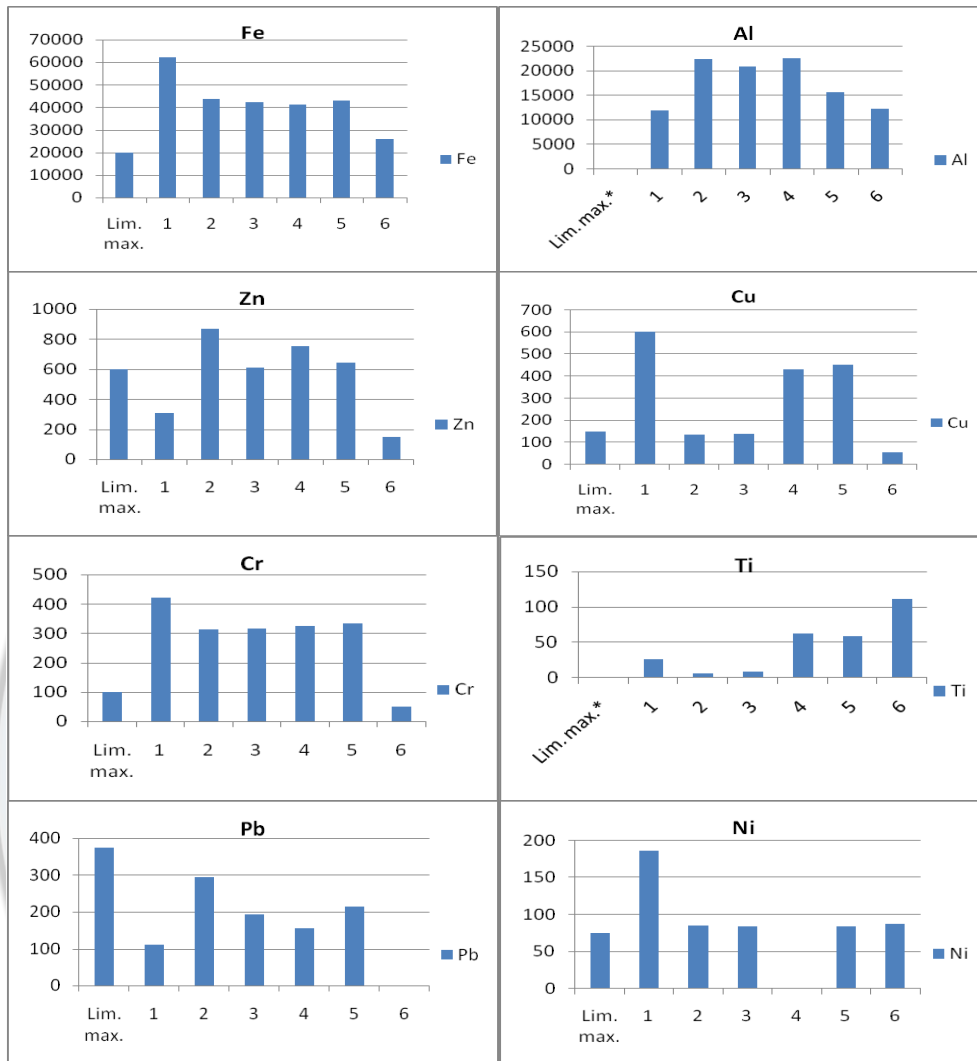 Fe
70000
60000
50000
40000
30000
20000
10000
0
Lim. max. 1 2 3 4 5 6
Fe
Al
25000
20000
15000
10000
5000
0
Lim. max.* 1 2 3 4 5 6
Al
Zn
1000
800
600
400
200
0
Lim. max. 1 2 3 4 5 6
Zn
Cu
700
600
500
400
300
200
100
0
Lim. max. 1 2 3 4 5 6
Cu
Cr
500
400
300
200
100
0
Lim. max. 1 2 3 4 5 6
Cr
Ti
150
100
50
0
Lim. max.* 1 2 3 4 5 6
Ti
Pb
400
300
200
100
0
Lim. max. 1 2 3 4 5 6
Pb
Ni
200
150
100
50
0
Lim. max. 1 2 3 4 5 6
Ni